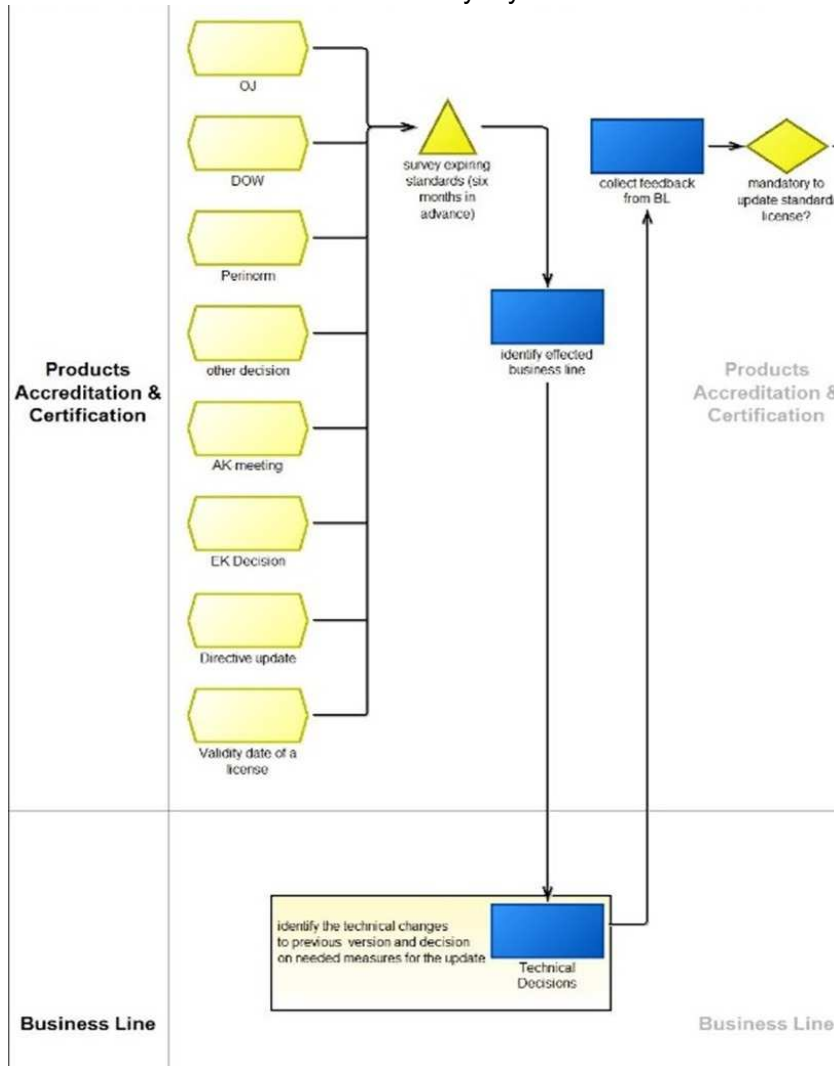 OJ
DOW
Perinorm
other decision
AK meeting
EK Decision
Directive update
Validity date of a
license
survey expiring
standards (six
months in
advance)
identify effected
business line
collect feedback
from BL
mandatory to
update standard
license?
Products
Accreditation &
Certification
Products
Accreditation &
Certification
identify the technical changes
to previous version and decision
on needed measures for the update
Technical
Decisions
Business Line
Business Line